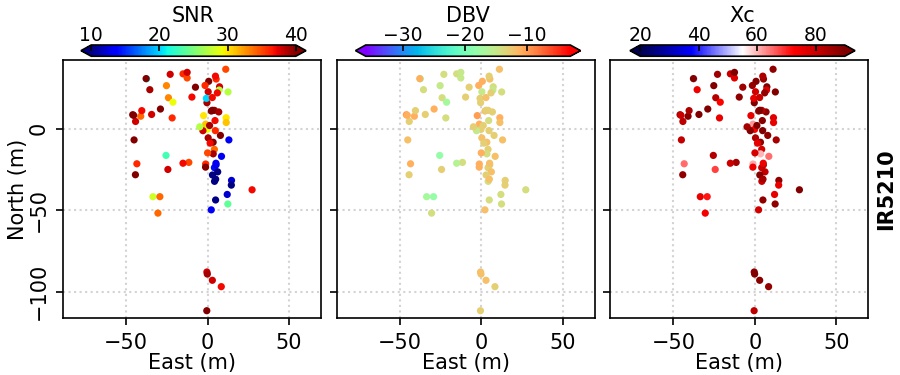 SNR DBV Xc
10 20 30 40 −30 −20 −10 20 40 60 80
0
−50
−100
North (m)
IR5210
−50 0 50 −50 0 50 −50 0 50
East (m) East (m) East (m)